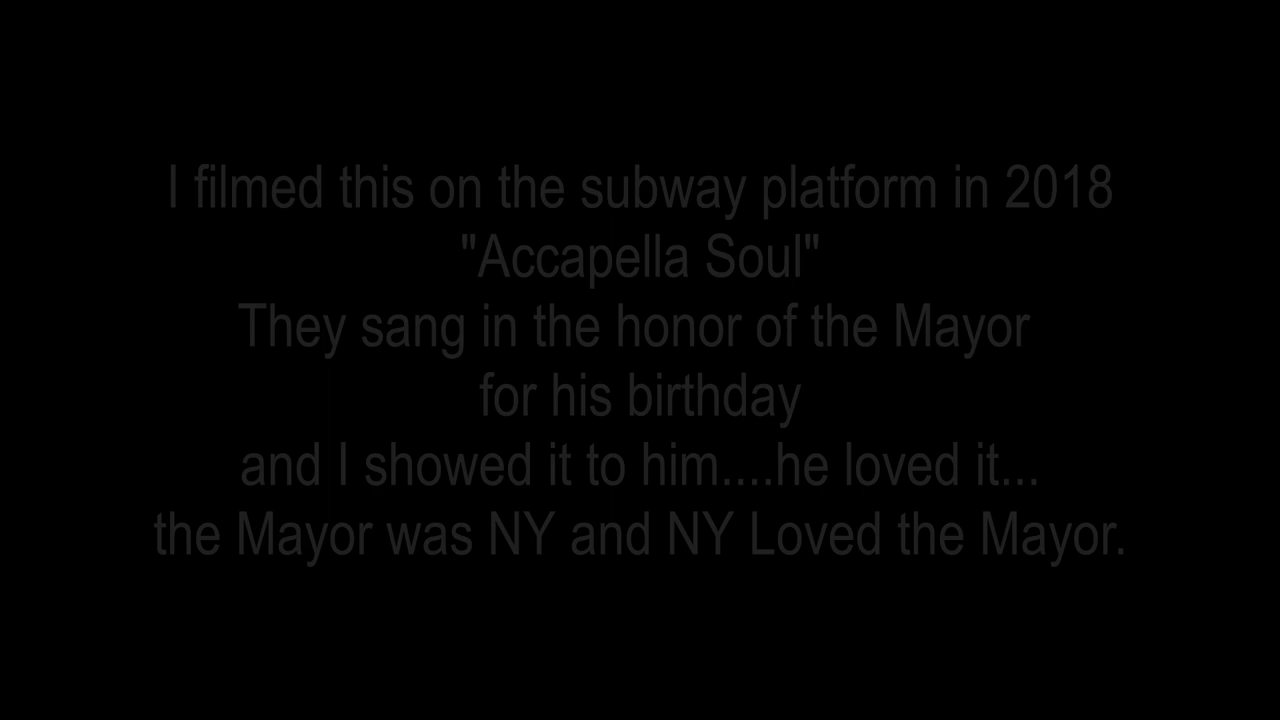 I filmed this on the subway platform in 2018
"Accapella Soul"
They sang in the honor of the Mayor
for his birthday
and I showed it to him....he loved it...
the Mayor was NY and NY Loved the Mayor.